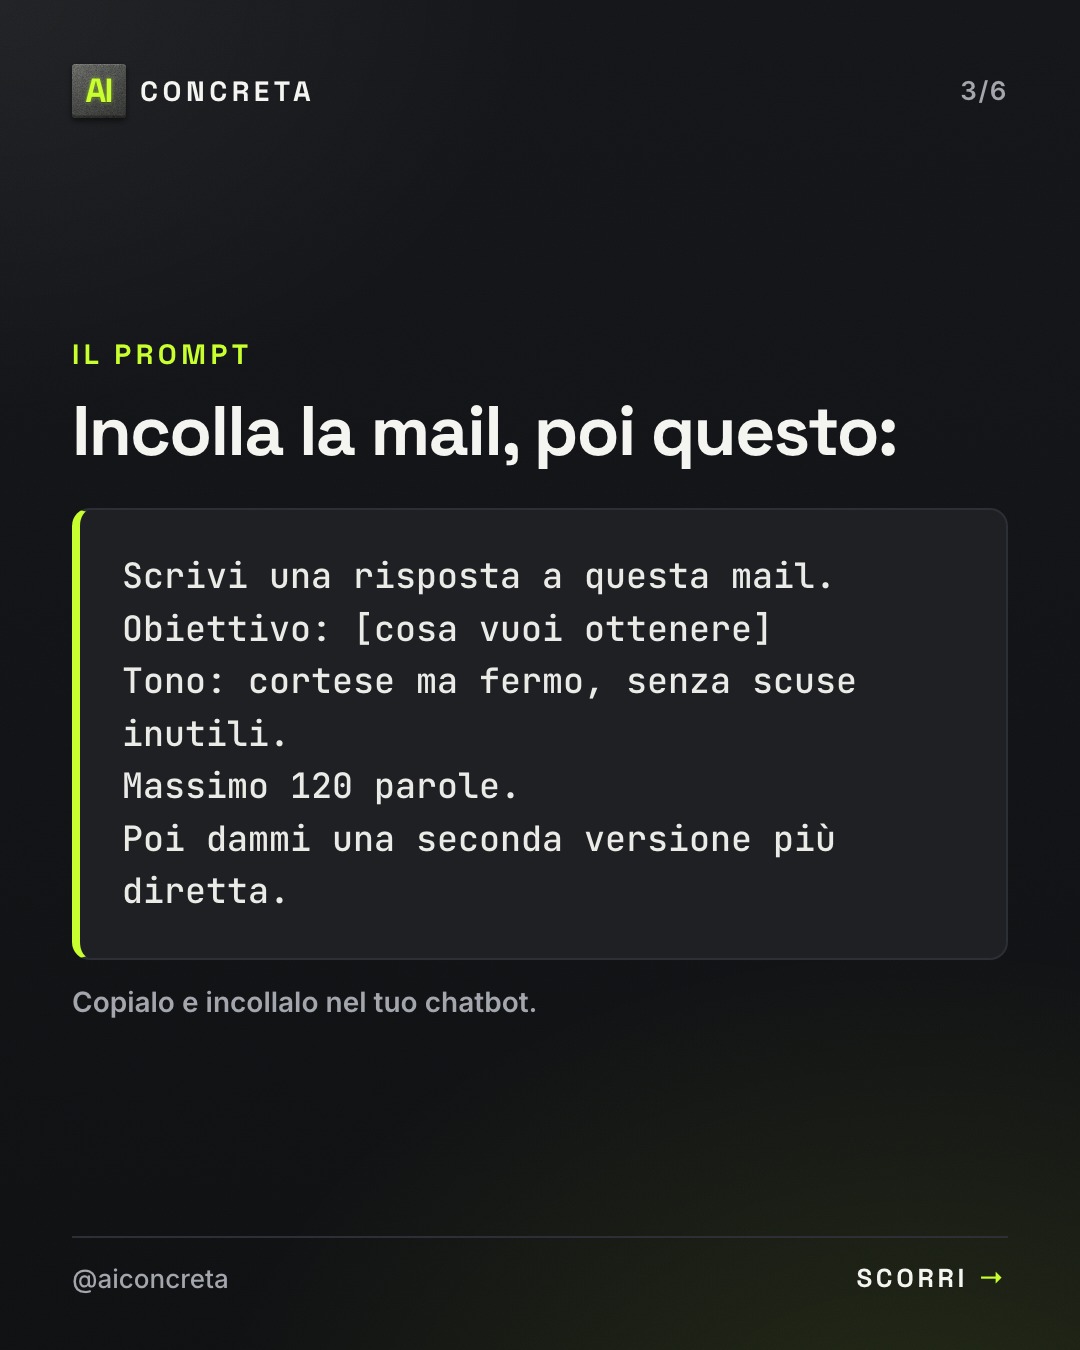 AI CONCRETA
3/6
IL PROMPT
Incolla la mail, poi questo:
Scrivi una risposta a questa mail.
Obiettivo: [cosa vuoi ottenere]
Tono: cortese ma fermo, senza scuse
inutili.
Massimo 120 parole.
Poi dammi una seconda versione più
diretta.
Copialo e incollalo nel tuo chatbot.
@aiconcreta
SCORRI →